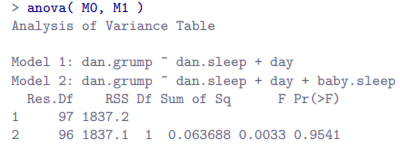 > anova( M0, M1 )
Analysis of Variance Table

Model 1: dan.grump ~ dan.sleep + day
Model 2: dan.grump ~ dan.sleep + day + baby.sleep
  Res.Df    RSS Df Sum of Sq      F Pr(>F)
1     97 1837.2
2     96 1837.1  1  0.063688 0.0033 0.9541